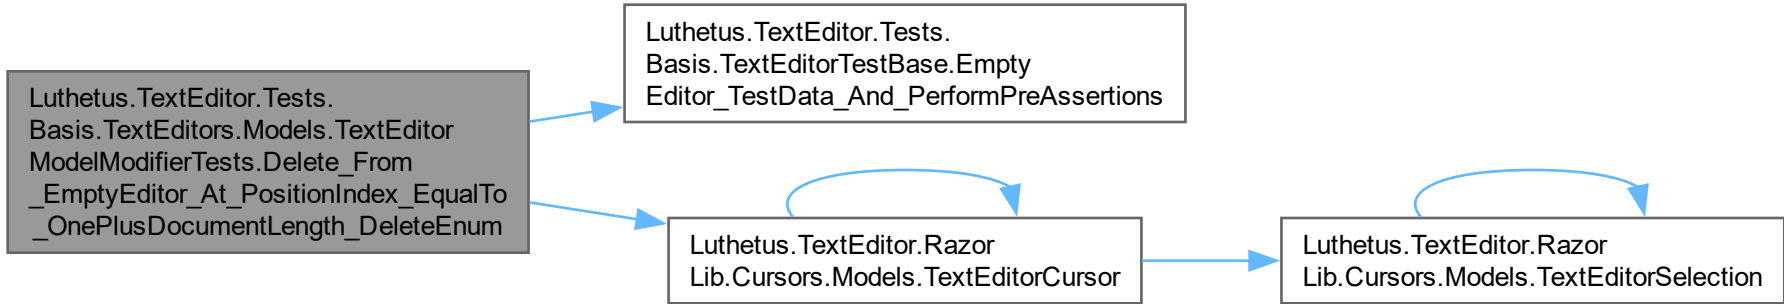 Luthetus.TextEditor.Tests.
Basis.TextEditors.Models.TextEditor
ModelModifierTests.Delete_From
_EmptyEditor_At_PositionIndex_EqualTo
_OnePlusDocumentLength_DeleteEnum
Luthetus.TextEditor.Tests.
Basis.TextEditorTestBase.Empty
Editor_TestData_And_PerformPreAssertions
Luthetus.TextEditor.Razor
Lib.Cursors.Models.TextEditorCursor
Luthetus.TextEditor.Razor
Lib.Cursors.Models.TextEditorSelection